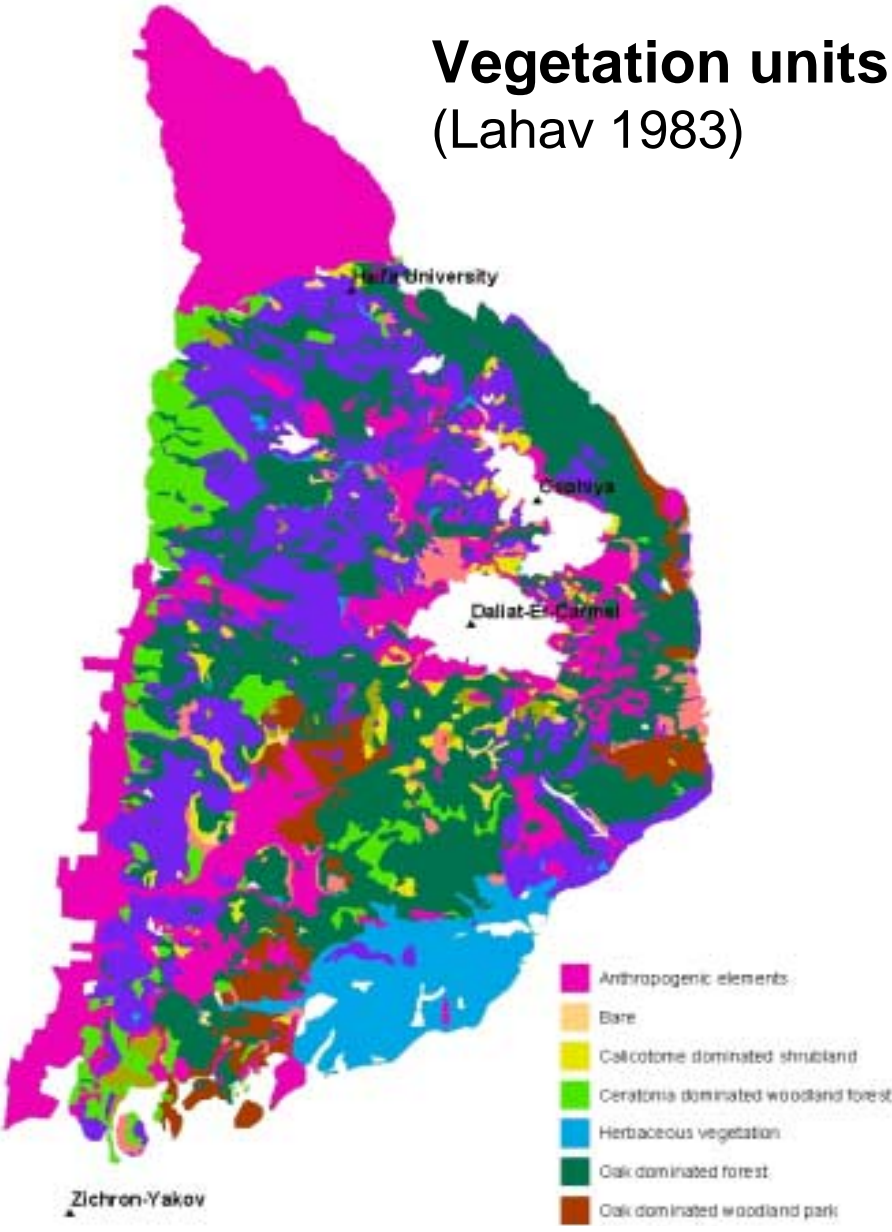 Vegetation units
(Lahav 1983)
Haifa University
Osphiya
Daliat-El-Carmel
Anthropogenic elements
Bare
Calicotome dominated shrubland
Ceratonia dominated woodland forest
Herbaceous vegetation
Oak dominated forest
Oak dominated woodland park
Zichron-Yakov